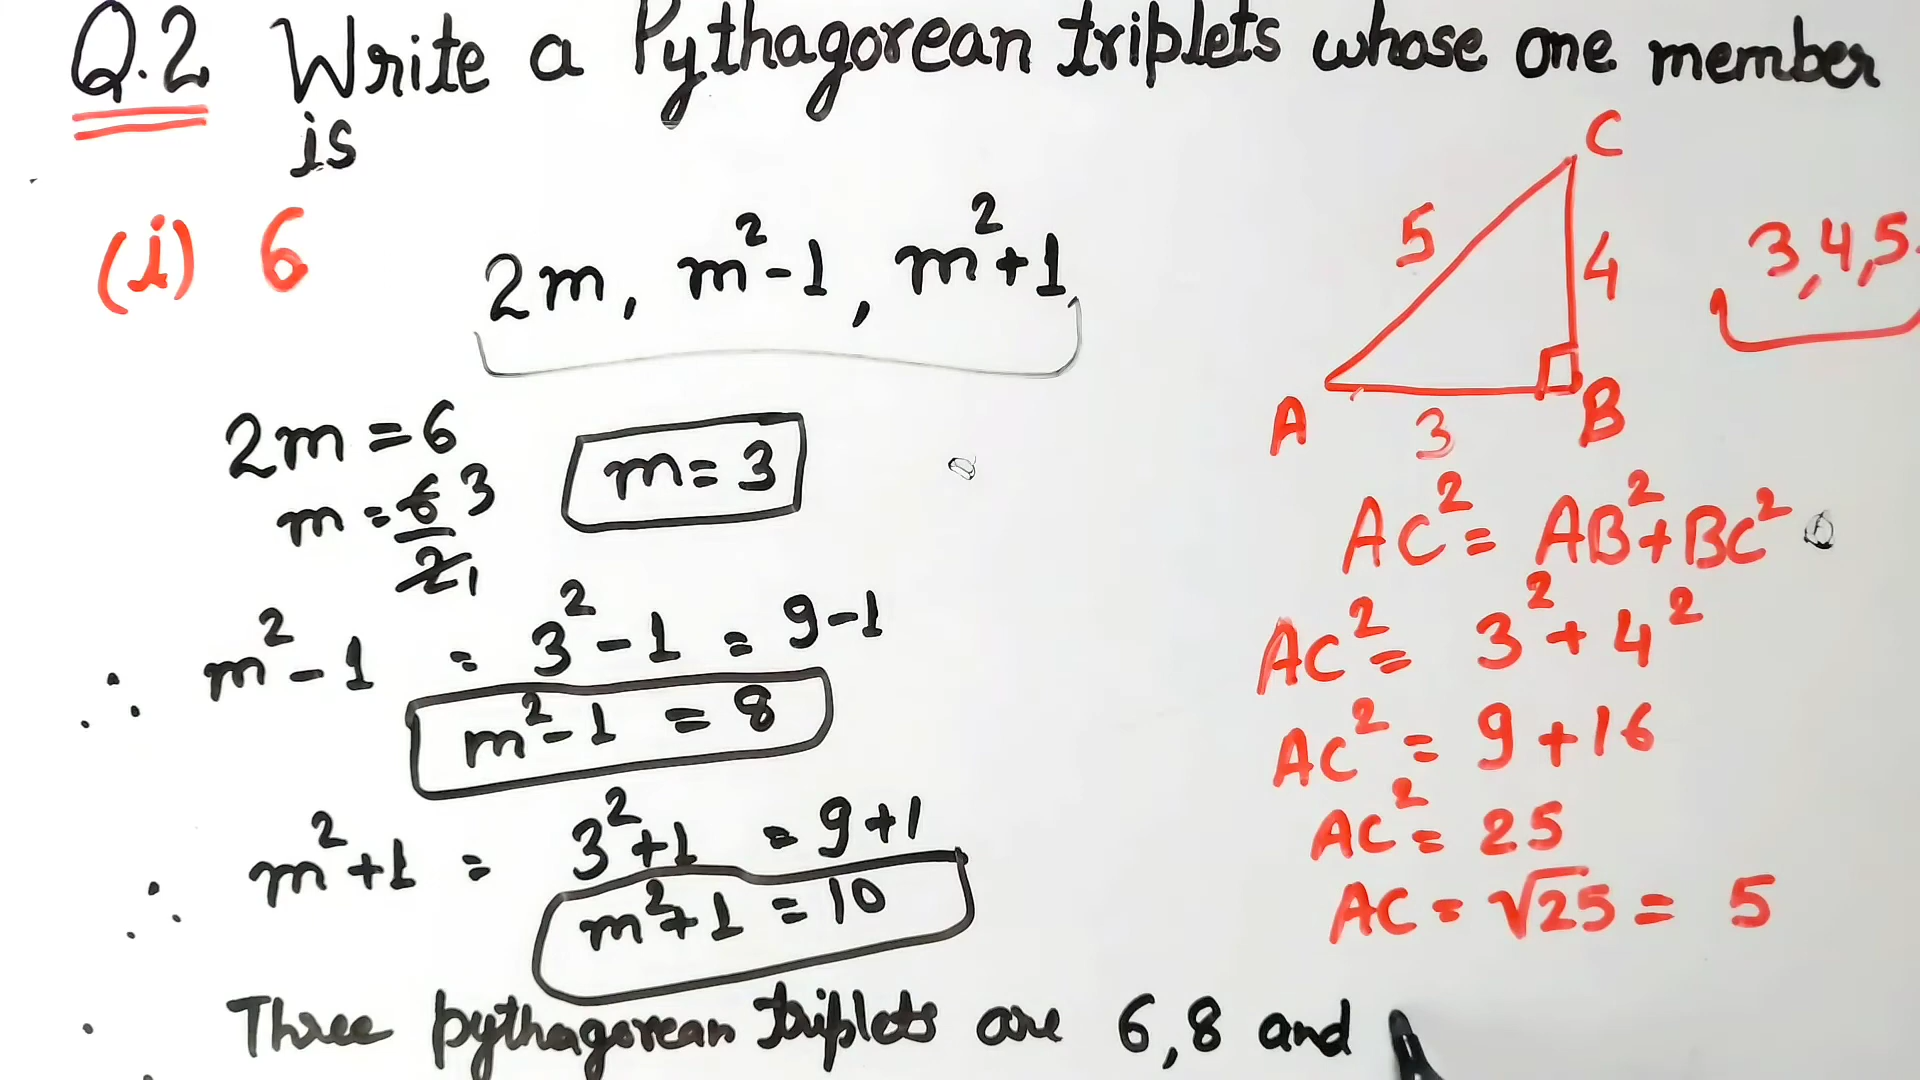 Q.2 Write a Pythagorean triplets whose one member
is
(i) 6
2m, m²-1, m²+1
2m = 6
m = 6/2 3 1
m = 3
∴ m²-1 = 3²-1 = 9-1
m²-1 = 8
∴ m²+1 = 3²+1 = 9+1
m²+1 = 10
∴ Three pythagorean triplets are 6, 8 and
C
5
4
3, 4, 5
A
3
B
AC² = AB² + BC²
AC² = 3² + 4²
AC² = 9 + 16
AC² = 25
AC = √25 = 5